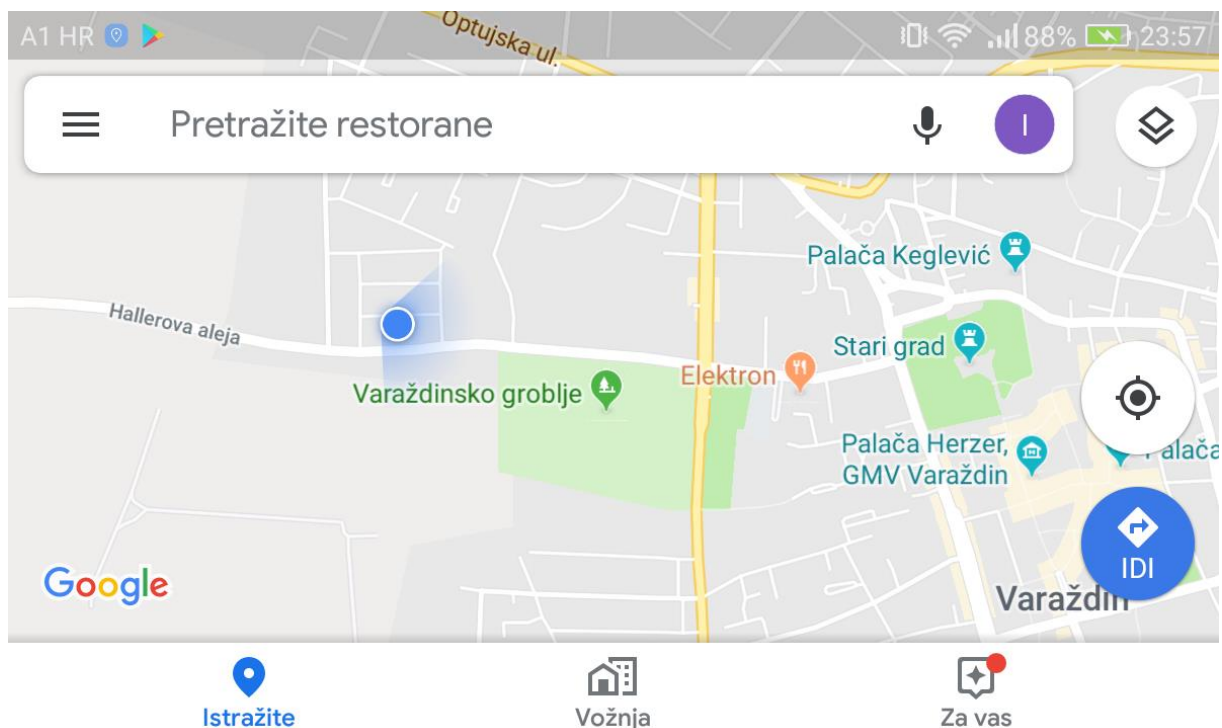 A1 HR
88%
23:57
Optujska ul.
Pretražite restorane
I
Palača Keglević
Hallerova aleja
Stari grad
Elektron
Varaždinsko groblje
Palača Herzer,
GMV Varaždin
Palača
IDI
Google
Varaždin
Istražite
Vožnja
Za vas